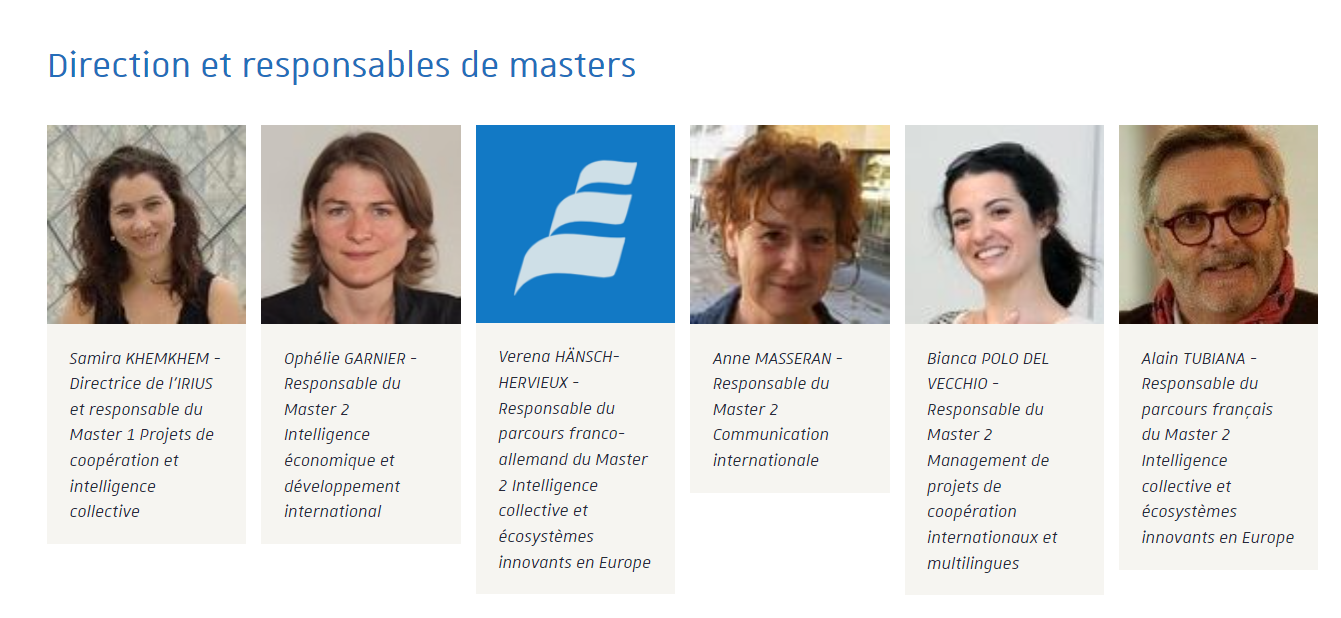 Direction et responsables de masters
Samira KHEMKHEM -
Directrice de l'IRIUS
et responsable du
Master 1 Projets de
coopération et
intelligence
collective
Ophélie GARNIER -
Responsable du
Master 2
Intelligence
économique et
développement
international
Verena HÄNSCH-
HERVIEUX -
Responsable du
parcours franco-
allemand du Master
2 Intelligence
collective et
écosystèmes
innovants en Europe
Anne MASSERAN -
Responsable du
Master 2
Communication
internationale
Bianca POLO DEL
VECCHIO -
Responsable du
Master 2
Management de
projets de
coopération
internationaux et
multilingues
Alain TUBIANA -
Responsable du
parcours français
du Master 2
Intelligence
collective et
écosystèmes
innovants en Europe